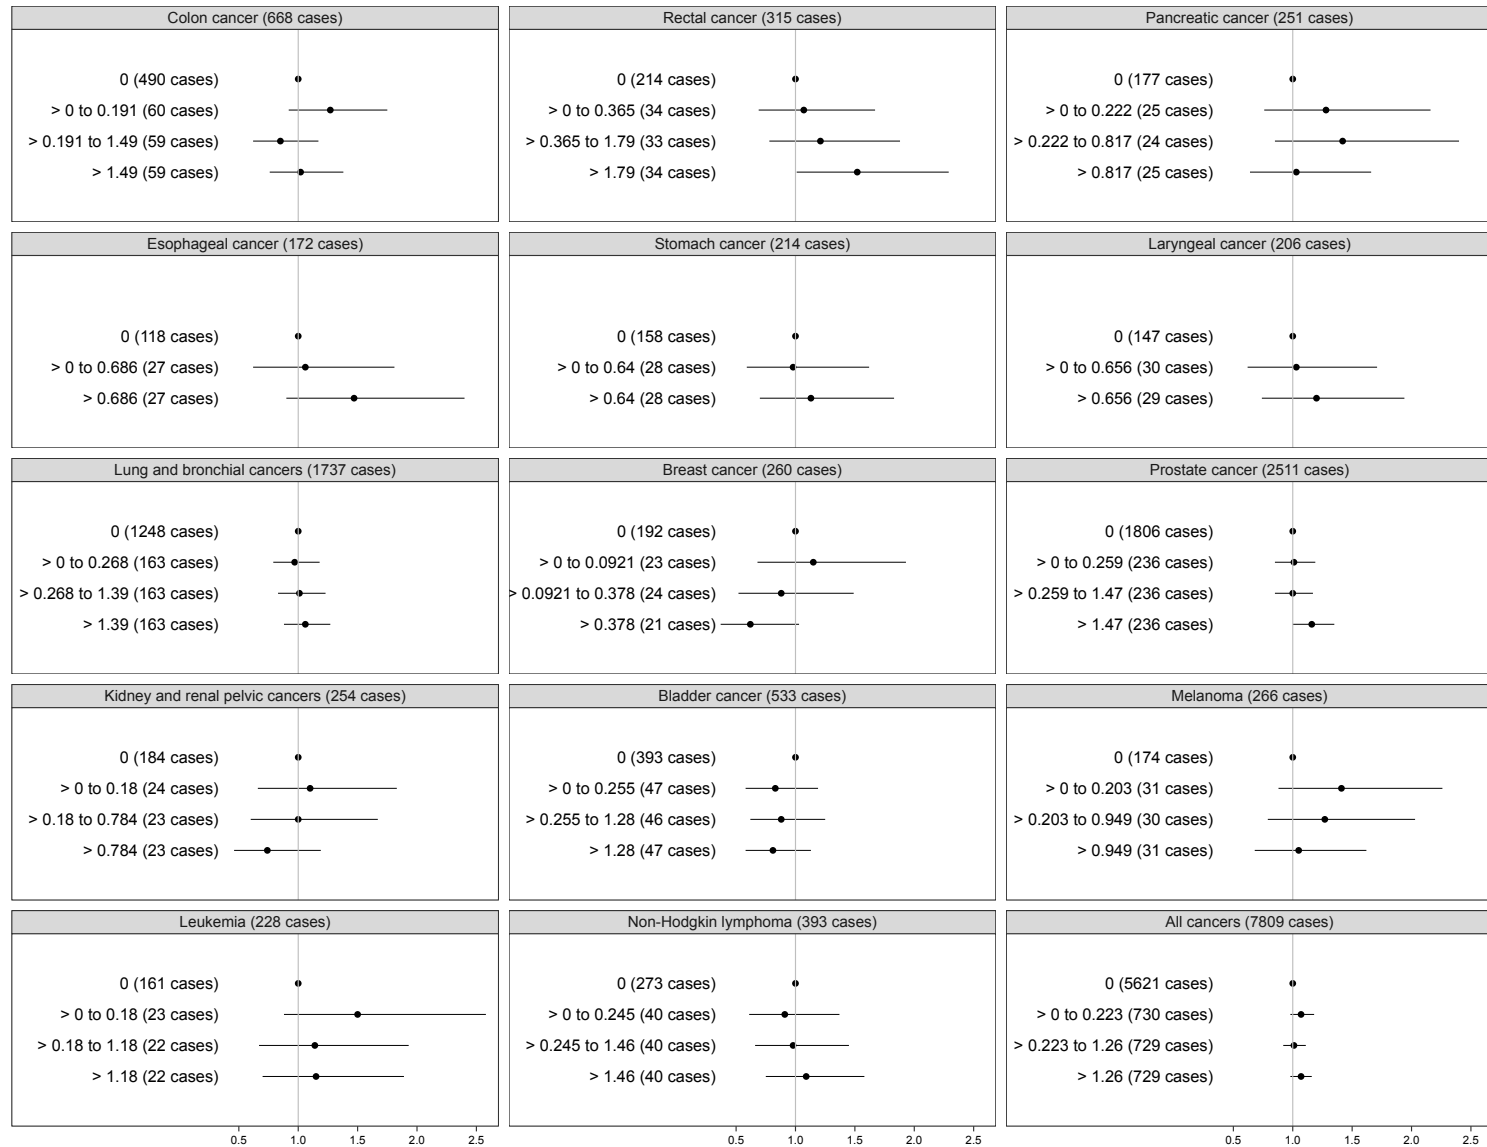 Colon cancer (668 cases)
0 (490 cases)
> 0 to 0.191 (60 cases)
> 0.191 to 1.49 (59 cases)
> 1.49 (59 cases)
Rectal cancer (315 cases)
0 (214 cases)
> 0 to 0.365 (34 cases)
> 0.365 to 1.79 (33 cases)
> 1.79 (34 cases)
Pancreatic cancer (251 cases)
0 (177 cases)
> 0 to 0.222 (25 cases)
> 0.222 to 0.817 (24 cases)
> 0.817 (25 cases)
Esophageal cancer (172 cases)
0 (118 cases)
> 0 to 0.686 (27 cases)
> 0.686 (27 cases)
Stomach cancer (214 cases)
0 (158 cases)
> 0 to 0.64 (28 cases)
> 0.64 (28 cases)
Laryngeal cancer (206 cases)
0 (147 cases)
> 0 to 0.656 (30 cases)
> 0.656 (29 cases)
Lung and bronchial cancers (1737 cases)
0 (1248 cases)
> 0 to 0.268 (163 cases)
> 0.268 to 1.39 (163 cases)
> 1.39 (163 cases)
Breast cancer (260 cases)
0 (192 cases)
> 0 to 0.0921 (23 cases)
> 0.0921 to 0.378 (24 cases)
> 0.378 (21 cases)
Prostate cancer (2511 cases)
0 (1806 cases)
> 0 to 0.259 (236 cases)
> 0.259 to 1.47 (236 cases)
> 1.47 (236 cases)
Kidney and renal pelvic cancers (254 cases)
0 (184 cases)
> 0 to 0.18 (24 cases)
> 0.18 to 0.784 (23 cases)
> 0.784 (23 cases)
Bladder cancer (533 cases)
0 (393 cases)
> 0 to 0.255 (47 cases)
> 0.255 to 1.28 (46 cases)
> 1.28 (47 cases)
Melanoma (266 cases)
0 (174 cases)
> 0 to 0.203 (31 cases)
> 0.203 to 0.949 (30 cases)
> 0.949 (31 cases)
Leukemia (228 cases)
0 (161 cases)
> 0 to 0.18 (23 cases)
> 0.18 to 1.18 (22 cases)
> 1.18 (22 cases)
0.5 1.0 1.5 2.0 2.5
Non-Hodgkin lymphoma (393 cases)
0 (273 cases)
> 0 to 0.245 (40 cases)
> 0.245 to 1.46 (40 cases)
> 1.46 (40 cases)
0.5 1.0 1.5 2.0 2.5
All cancers (7809 cases)
0 (5621 cases)
> 0 to 0.223 (730 cases)
> 0.223 to 1.26 (729 cases)
> 1.26 (729 cases)
0.5 1.0 1.5 2.0 2.5